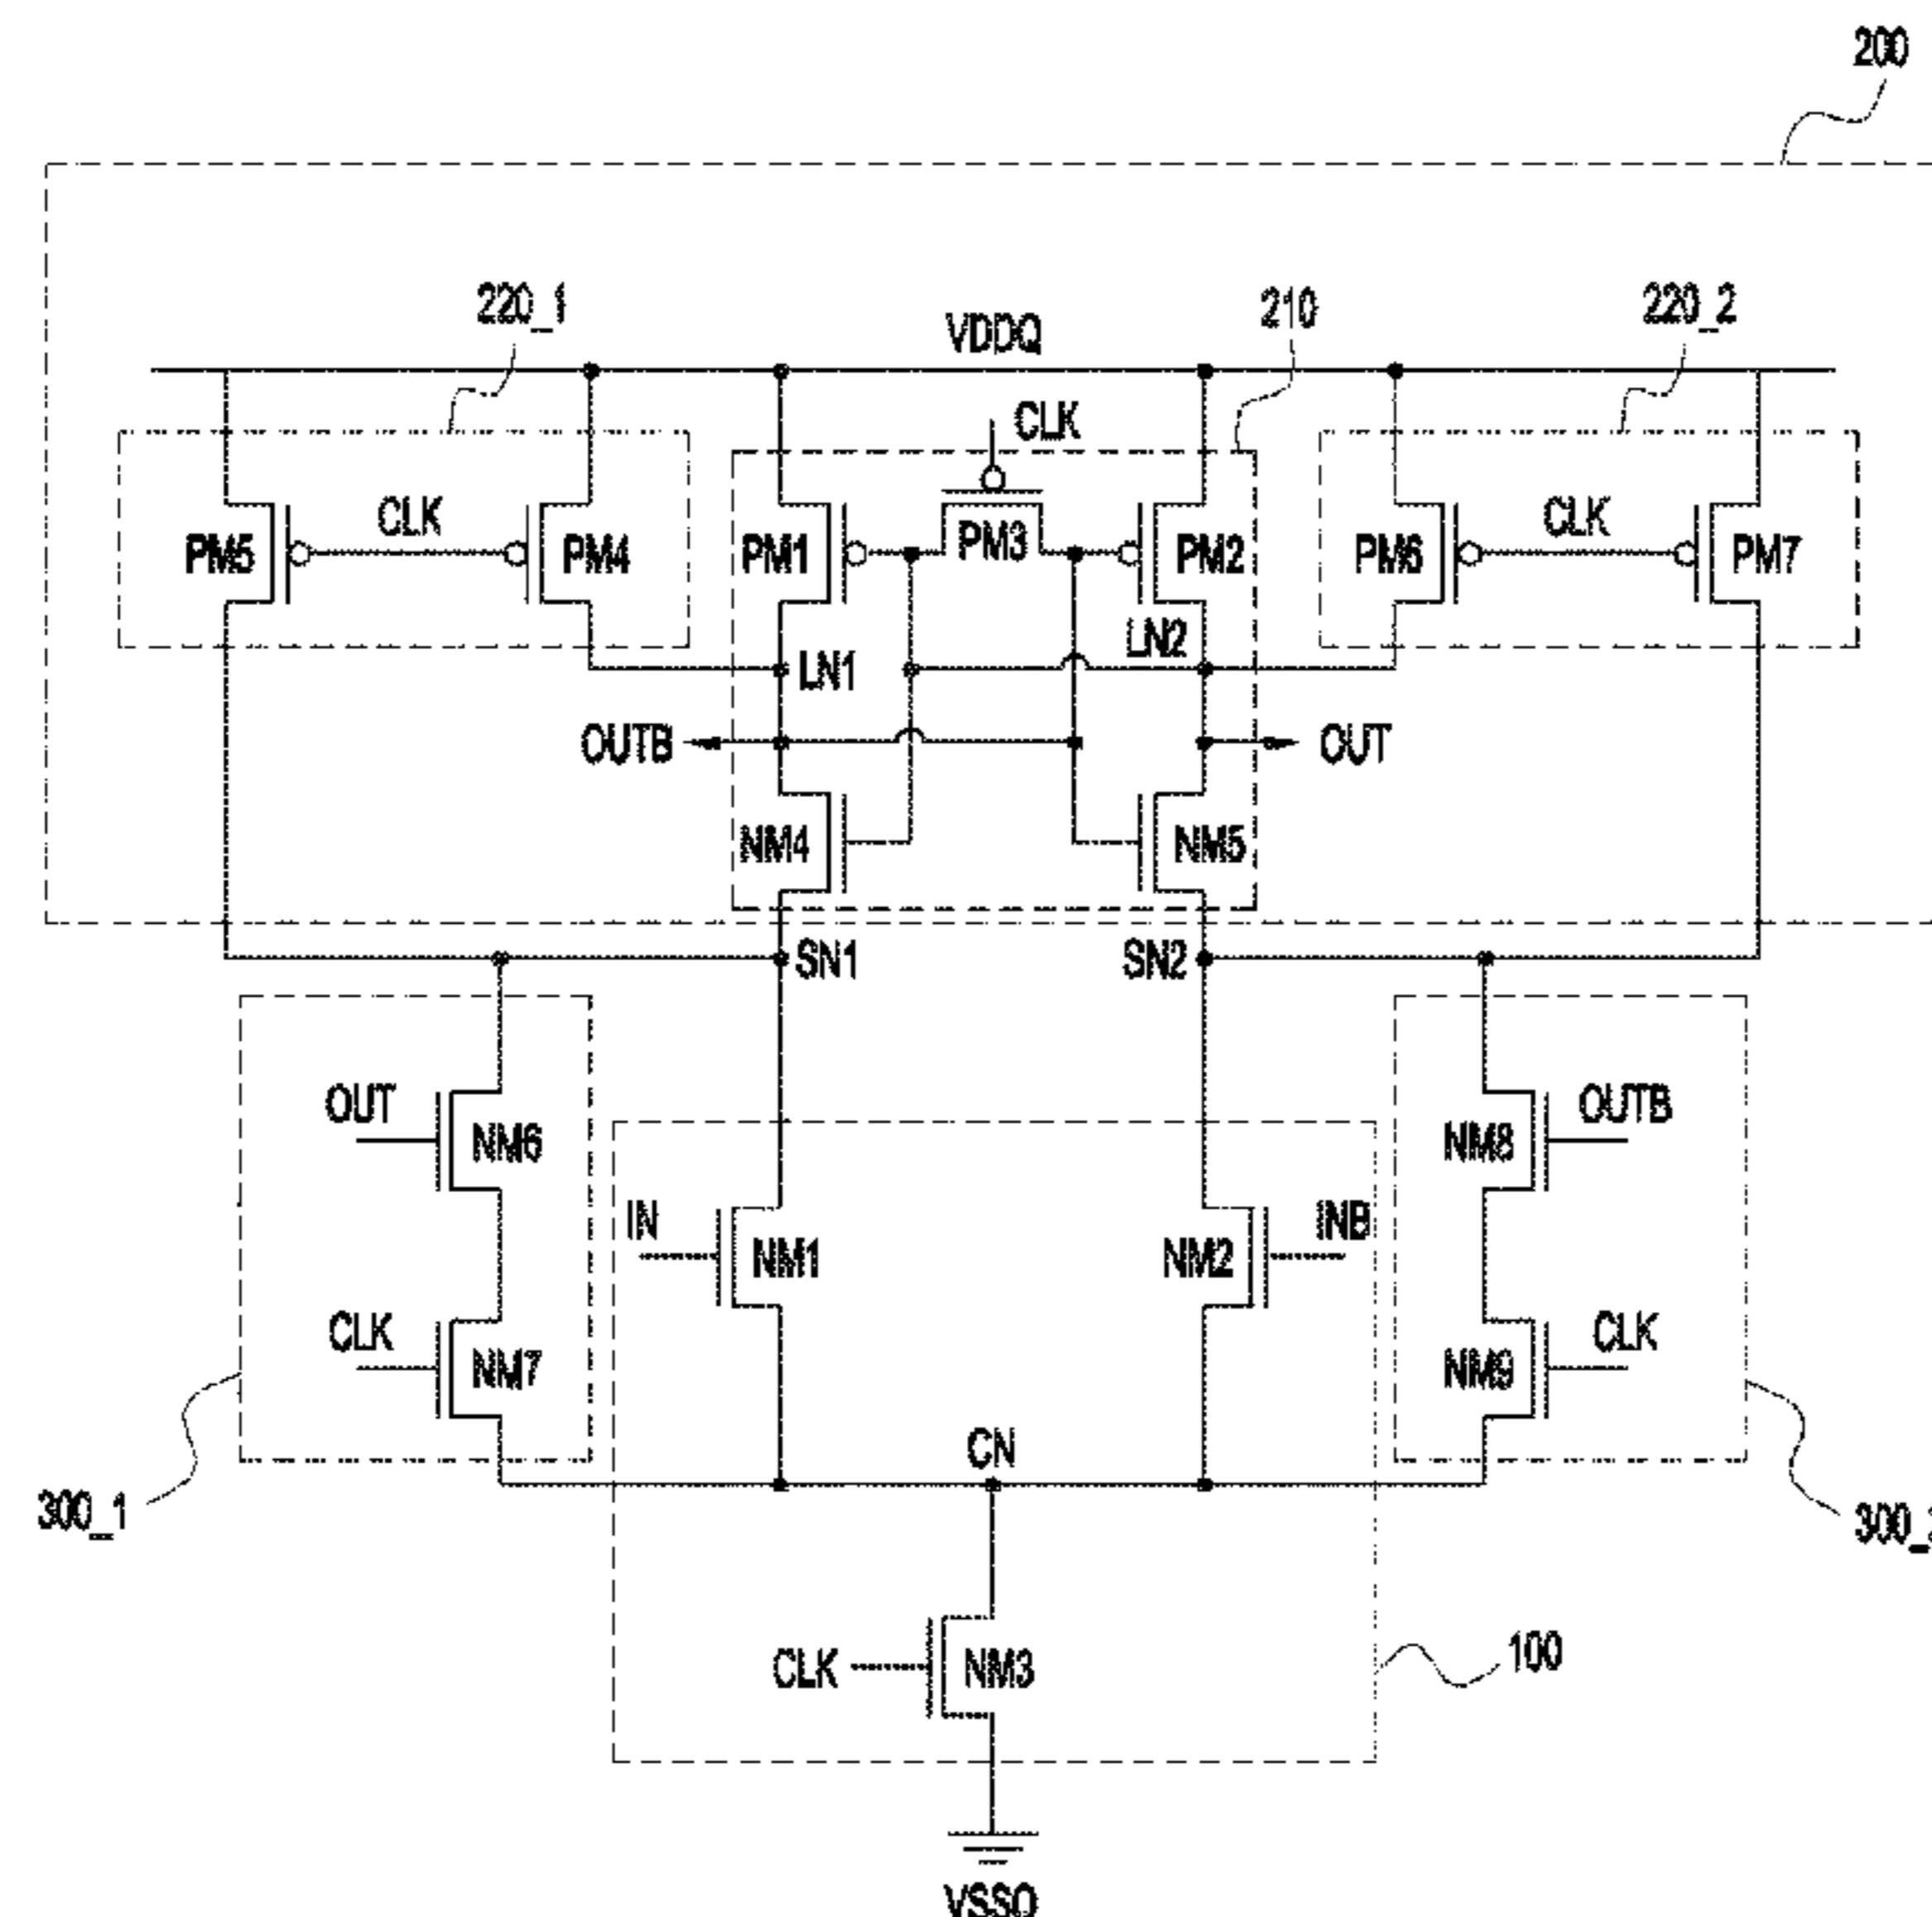 200
220_1
VDDQ
210
220_2
CLK
PM5
CLK
PM4
PM1
PM3
PM2
PM6
CLK
PM7
LN1
LN2
OUTB
OUT
NM4
NM5
SN1
SN2
OUT
NM6
OUTB
NM8
IN
NM1
INB
NM2
CLK
NM7
CLK
NM9
CN
300_1
CLK
NM3
100
VSSQ